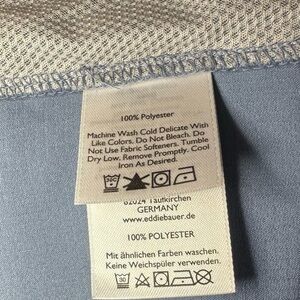 100% Polyester
Machine Wash Cold Delicate With
Like Colors. Do Not Bleach. Do
Not Use Fabric Softeners. Tumble
Dry Low. Remove Promptly. Cool
Iron As Desired.
82024 Taufkirchen
GERMANY
www.eddiebauer.de
100% POLYESTER
Mit ähnlichen Farben waschen.
Keine Weichspüler verwenden.
30